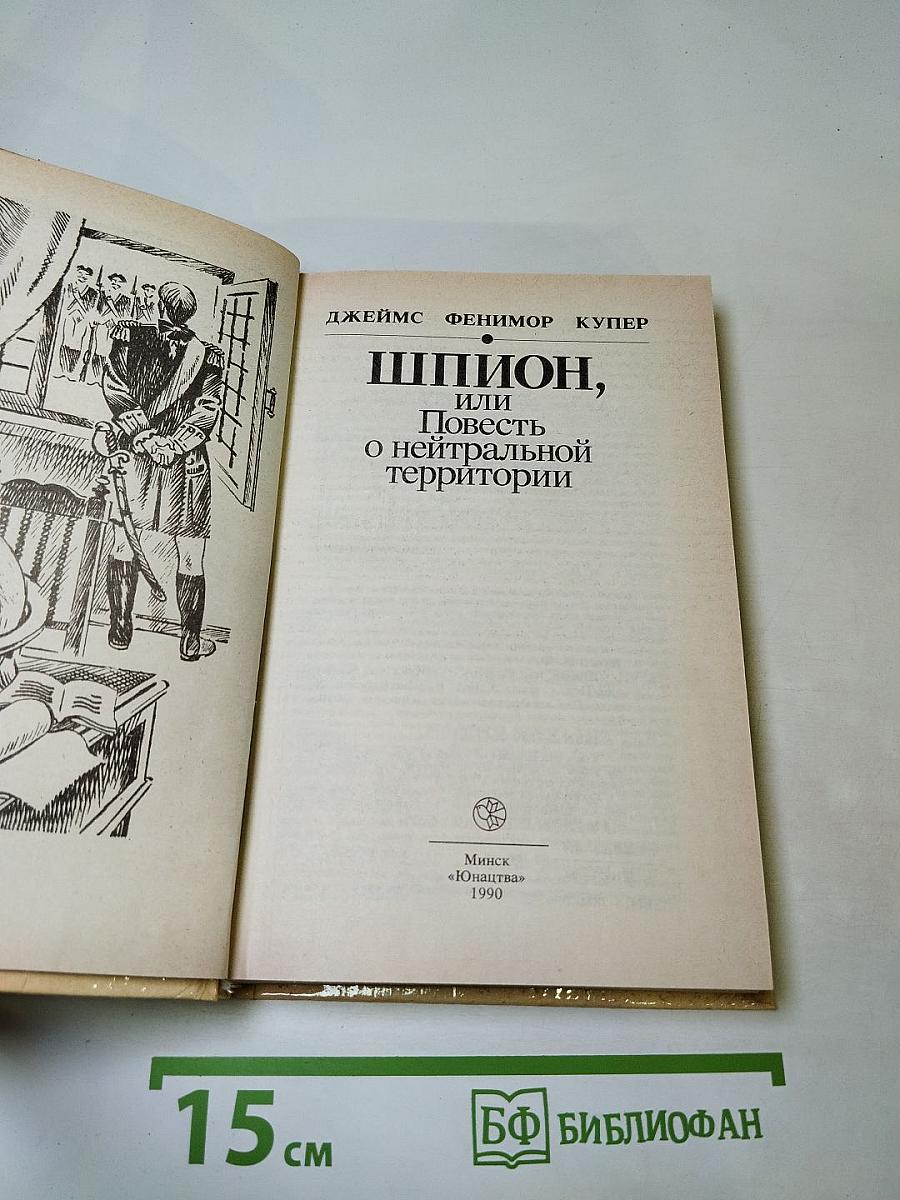 ДЖЕЙМС ФЕНИМОР КУПЕР
ШПИОН,
или
Повесть
о нейтральной
территории
Минск
«Юнацтва»
1990
15 см
БФ БИБЛИОФАН